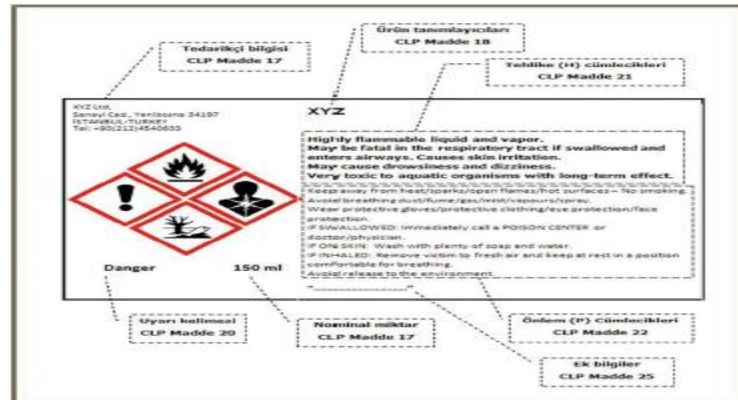 Ürün tanımlayıcıları
CLP Madde 18
Tedarikçi bilgisi
CLP Madde 17
Tehlike (H) cümlecikleri
CLP Madde 21
XYZ Ltd.
Sanayi Cad., Yenibosna 34197
İSTANBUL-TURKEY
Tel: +90(212)4540633
XYZ
Highly flammable liquid and vapor.
May be fatal in the respiratory tract if swallowed and
enters airways. Causes skin irritation.
May cause drowsiness and dizziness.
Very toxic to aquatic organisms with long-term effect.
Keep away from heat/sparks/open flames/hot surfaces – No smoking.
Avoid breathing dust/fume/gas/mist/vapours/spray.
Wear protective gloves/protective clothing/eye protection/face
protection.
IF SWALLOWED: Immediately call a POISON CENTER or
doctor/physician.
IF ON SKIN: Wash with plenty of soap and water.
IF INHALED: Remove victim to fresh air and keep at rest in a position
comfortable for breathing.
Avoid release to the environment.
Danger
150 ml
Uyarı kelimesi
CLP Madde 20
Nominal miktar
CLP Madde 17
Önlem (P) Cümlecikleri
CLP Madde 22
Ek bilgiler
CLP Madde 25